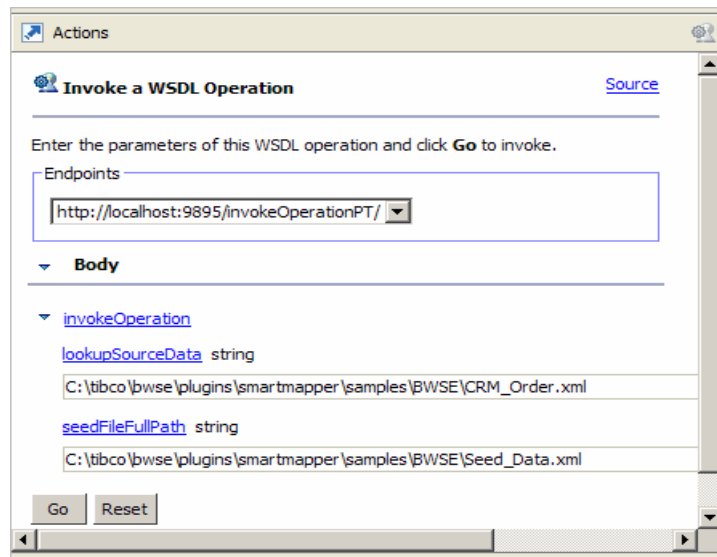 Actions
Invoke a WSDL Operation
Source
Enter the parameters of this WSDL operation and click Go to invoke.
Endpoints
http://localhost:9895/invokeOperationPT/
Body
invokeOperation
lookupSourceData string
C:\tibco\bwse\plugins\smartmapper\samples\BWSE\CRM_Order.xml
seedFileFullPath string
C:\tibco\bwse\plugins\smartmapper\samples\BWSE\Seed_Data.xml
Go Reset